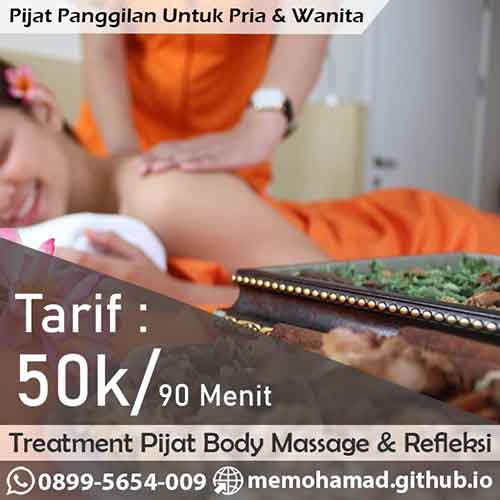 Pijat Panggilan Untuk Pria & Wanita
Tarif :
50k/90 Menit
Treatment Pijat Body Massage & Refleksi
0899-5654-009 memohamad.github.io